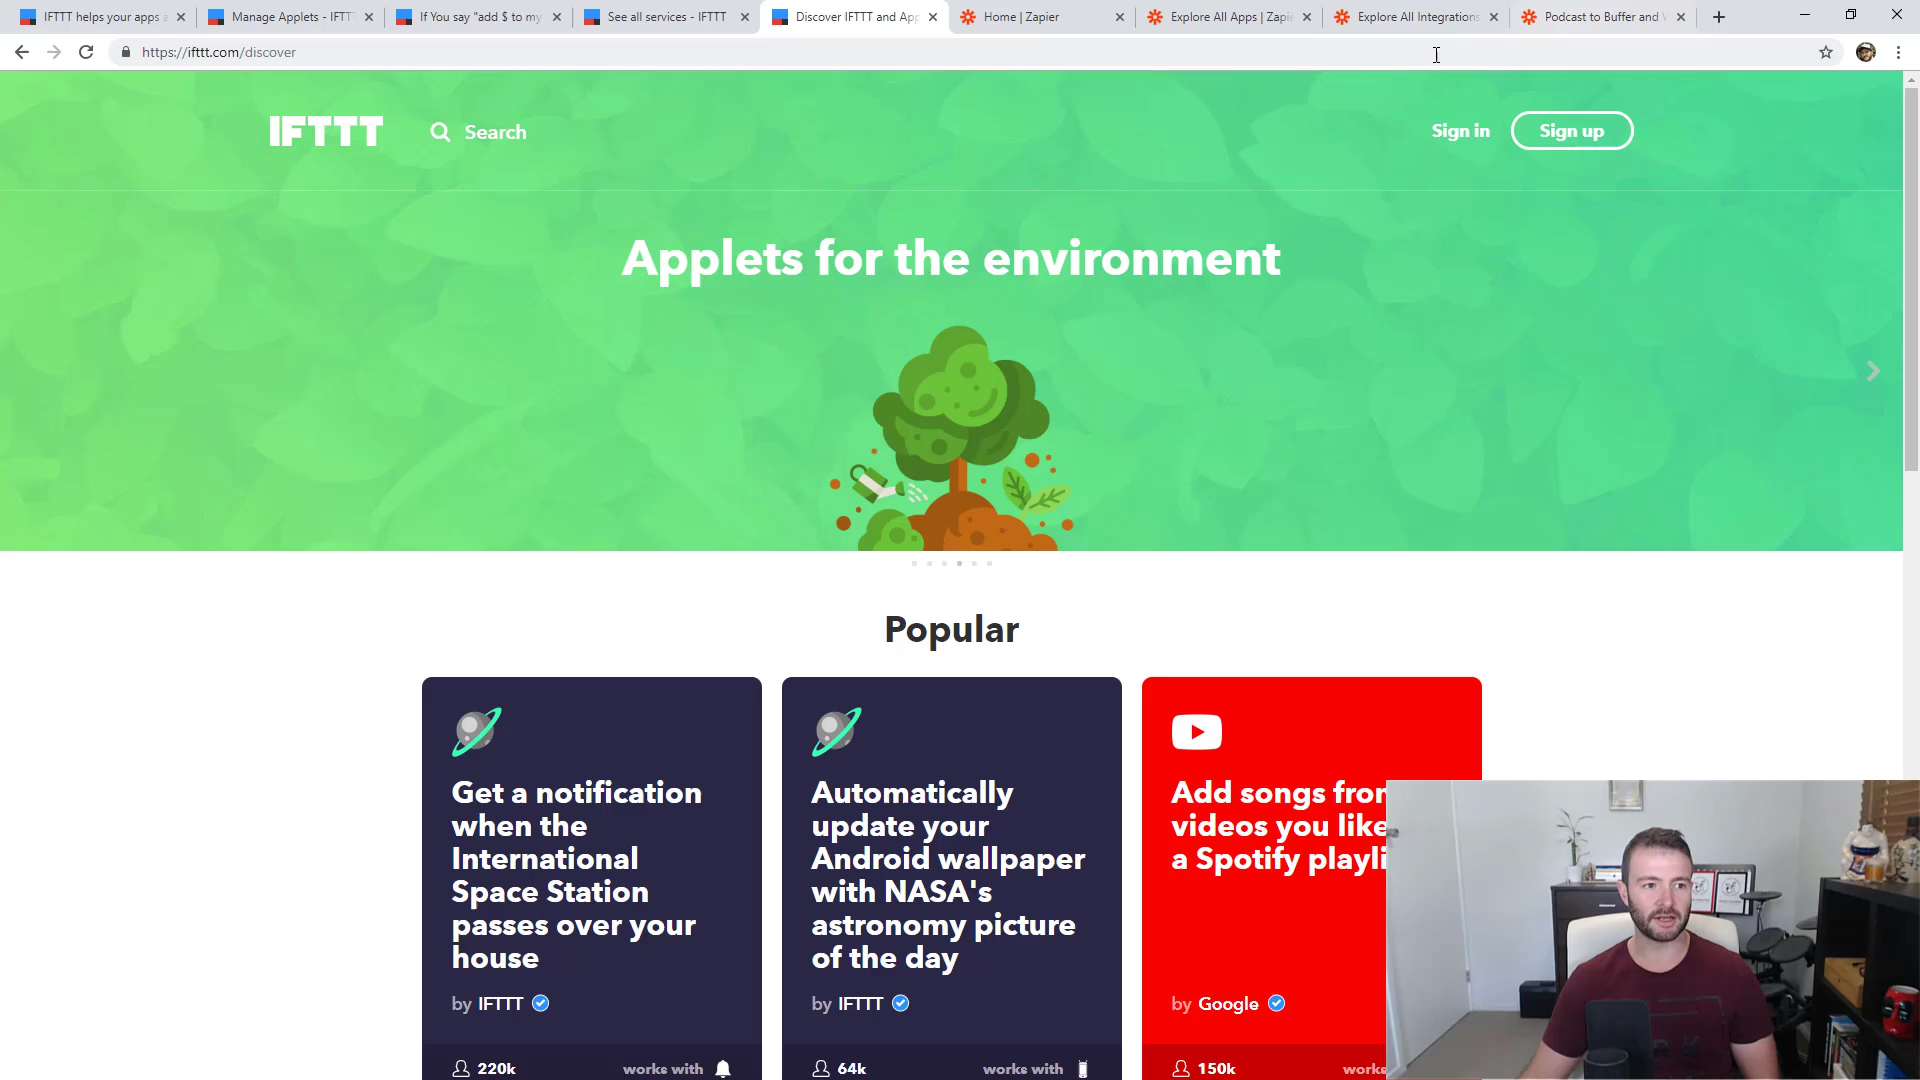 IFTTT helps your apps a
Manage Applets - IFTTT
If You say "add $ to my
See all services - IFTTT
Discover IFTTT and App
Home | Zapier
Explore All Apps | Zapie
Explore All Integrations
Podcast to Buffer and
https://ifttt.com/discover
IFTTT
Search
Sign in
Sign up
Applets for the environment
Popular
Get a notification
when the
International
Space Station
passes over your
house
by IFTTT
220k
works with
Automatically
update your
Android wallpaper
with NASA's
astronomy picture
of the day
by IFTTT
64k
works with
Add songs from
videos you like
a Spotify playli
by Google
150k
works